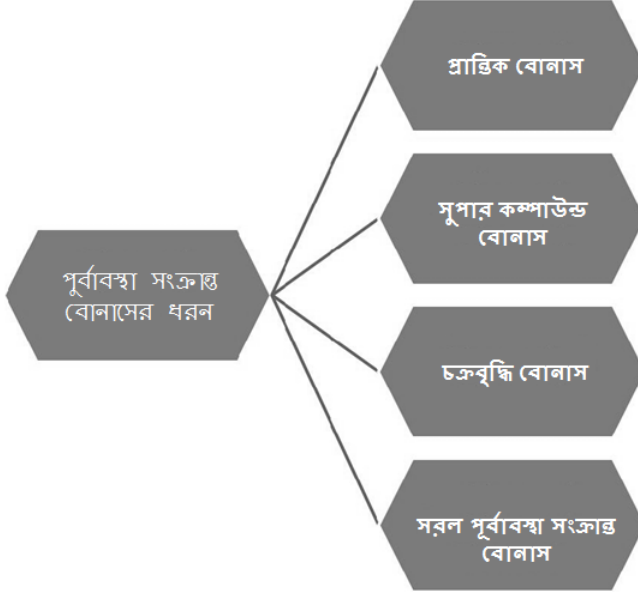 প্রান্তিক বোনাস
সুপার কম্পাউন্ড
বোনাস
পুর্বাবস্থা সংক্রান্ত
বোনাসের ধরন
চক্রবৃদ্ধি বোনাস
সরল পূর্বাবস্থা সংক্রান্ত
বোনাস